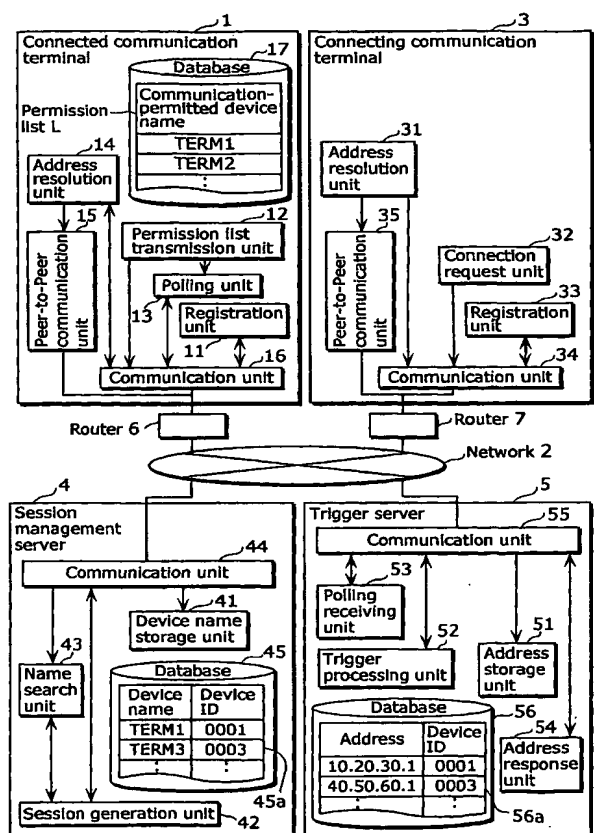 1
Connected communication
terminal
17
Database
Permission
list L
Communication-
permitted device
name
TERM1
TERM2
14
Address
resolution
unit
15
Peer-to-Peer
communication
unit
12
Permission list
transmission unit
Polling unit
13
Registration
unit
11
16
Communication unit
3
Connecting communication
terminal
31
Address
resolution
unit
35
Peer-to-Peer
communication
unit
32
Connection
request unit
33
Registration
unit
34
Communication unit
Router 6
Router 7
Network 2
4
Session
management
server
44
Communication unit
41
Device name
storage unit
43
Name
search
unit
45
Database
Device name Device ID
TERM1 0001
TERM3 0003
45a
Session generation unit
42
5
Trigger server
55
Communication unit
53
Polling
receiving
unit
52
Trigger
processing unit
51
Address
storage
unit
56
Database
Address Device ID
10.20.30.1 0001
40.50.60.1 0003
56a
54
Address
response
unit